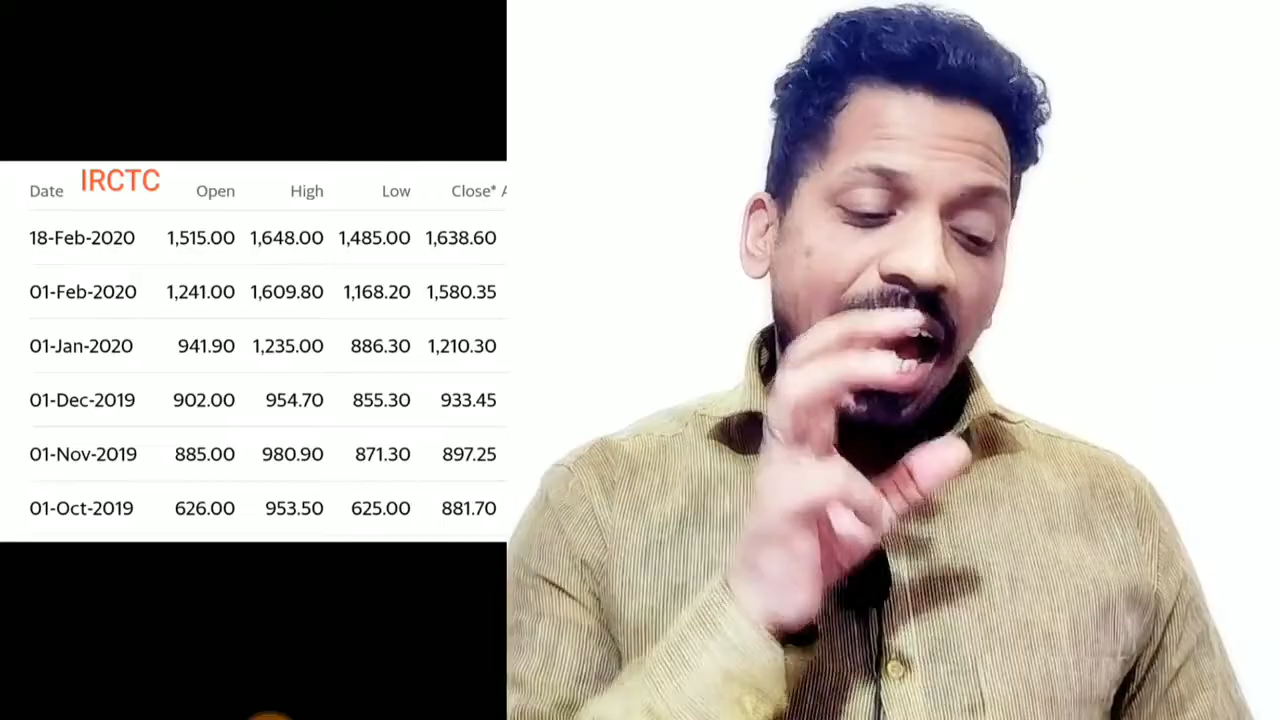 Date IRCTC Open High Low Close*
18-Feb-2020 1,515.00 1,648.00 1,485.00 1,638.60
01-Feb-2020 1,241.00 1,609.80 1,168.20 1,580.35
01-Jan-2020 941.90 1,235.00 886.30 1,210.30
01-Dec-2019 902.00 954.70 855.30 933.45
01-Nov-2019 885.00 980.90 871.30 897.25
01-Oct-2019 626.00 953.50 625.00 881.70